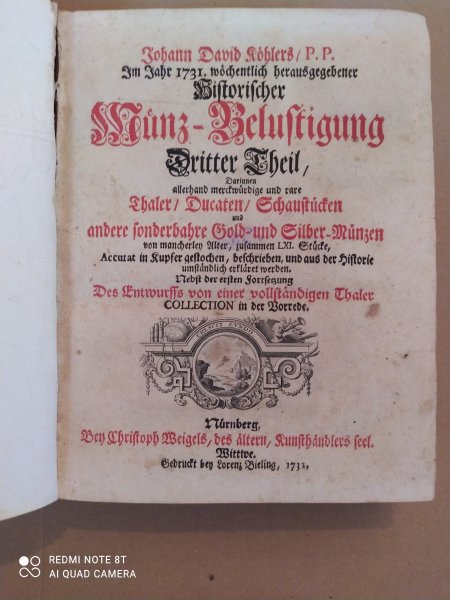 Johann David Köhlers / P. P.
Im Jahr 1731. wöchentlich herausgegebener
Historischer
Münz-Belustigung
Dritter Theil,
Darinnen
allerhand merckwürdige und rare
Thaler / Ducaten / Schaustücken
und
andere sonderbahre Gold- und Silber-Münzen
von mancherley Alter, zusammen LXI. Stücke,
Accurat in Kupfer gestochen, beschrieben, und aus der Historie
umständlich erkläret werden.
Nebst der ersten Fortsetzung
Des Entwurffs von einer vollständigen Thaler
COLLECTION in der Vorrede.
Nürnberg,
Bey Christoph Weigels, des ältern, Kunsthändlers seel.
Wittwe.
Gedruckt bey Lorenz Bieling, 1731.
REDMI NOTE 8T
AI QUAD CAMERA